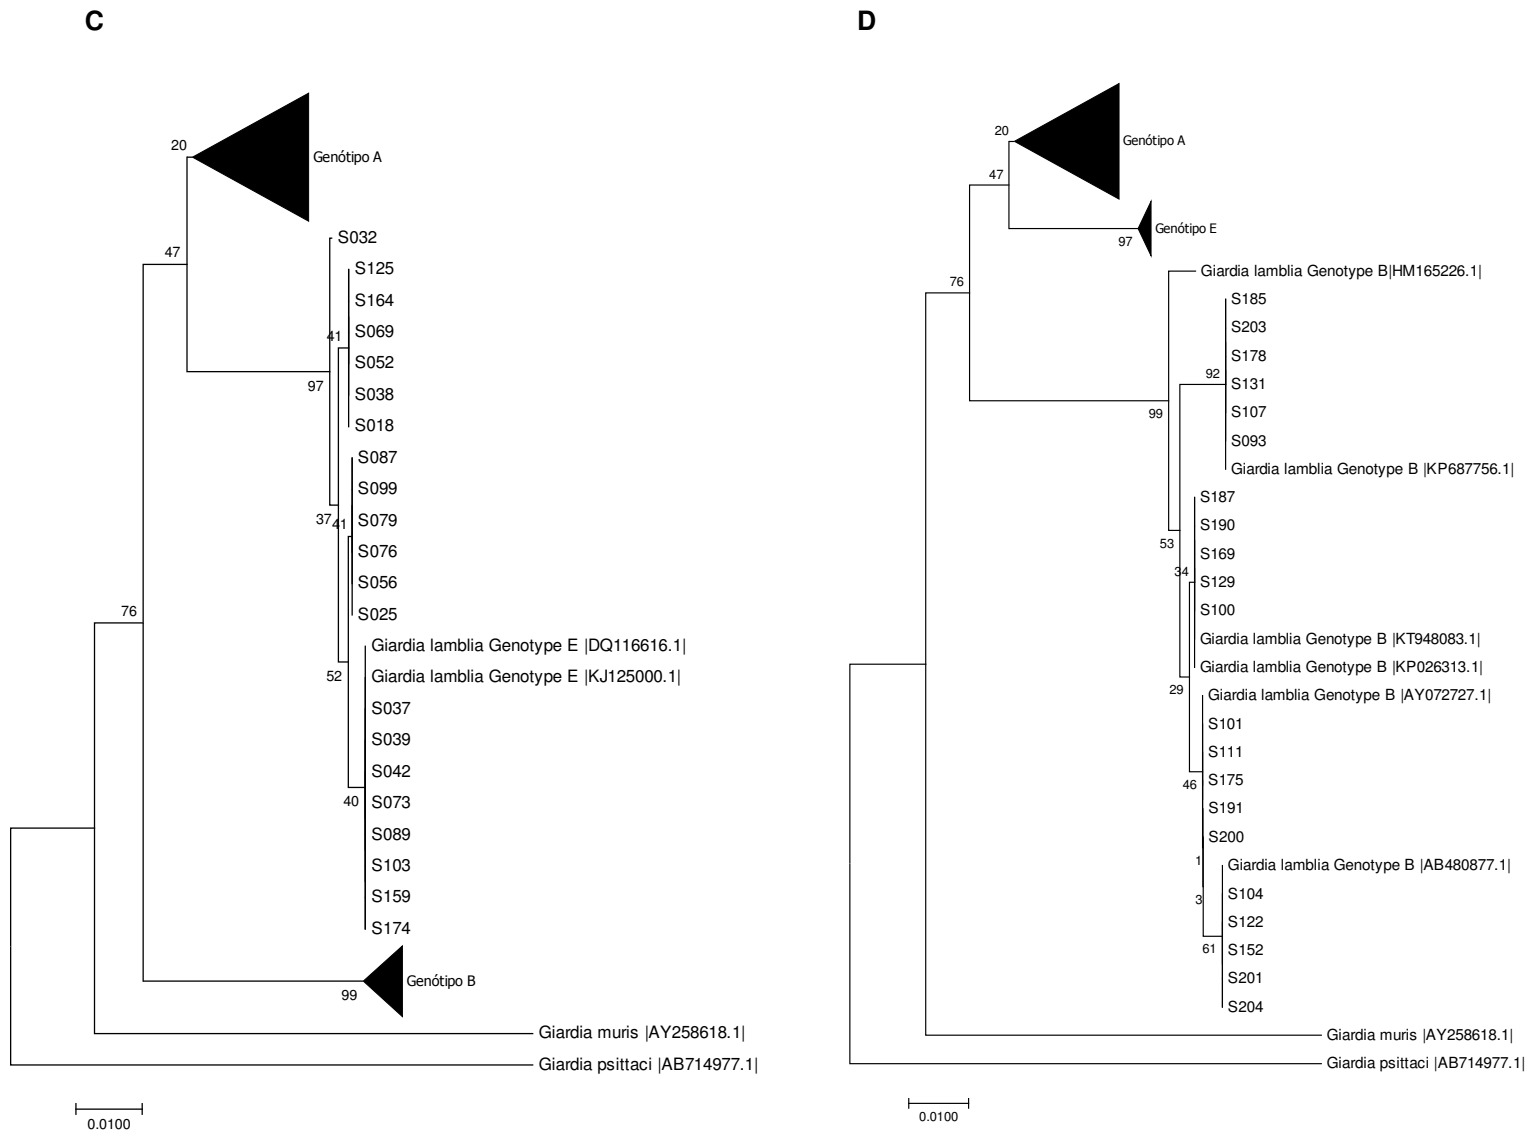 C
20
Genótipo A
S032
47
S125
S164
S069
41
S052
97
S038
S018
S087
S099
37
41
S079
S076
S056
S025
76
Giardia lamblia Genotype E |DQ116616.1|
52
Giardia lamblia Genotype E |KJ125000.1|
S037
S039
S042
40
S073
S089
S103
S159
S174
99
Genótipo B
Giardia muris |AY258618.1|
Giardia psittaci |AB714977.1|
0.0100
D
20
Genótipo A
47
97
Genótipo E
76
Giardia lamblia Genotype B|HM165226.1|
S185
S203
S178
92
S131
99
S107
S093
Giardia lamblia Genotype B |KP687756.1|
S187
S190
53
S169
34
S129
S100
Giardia lamblia Genotype B |KT948083.1|
Giardia lamblia Genotype B |KP026313.1|
29
Giardia lamblia Genotype B |AY072727.1|
S101
S111
46
S175
S191
S200
1
Giardia lamblia Genotype B |AB480877.1|
3
S104
S122
61
S152
S201
S204
Giardia muris |AY258618.1|
Giardia psittaci |AB714977.1|
0.0100